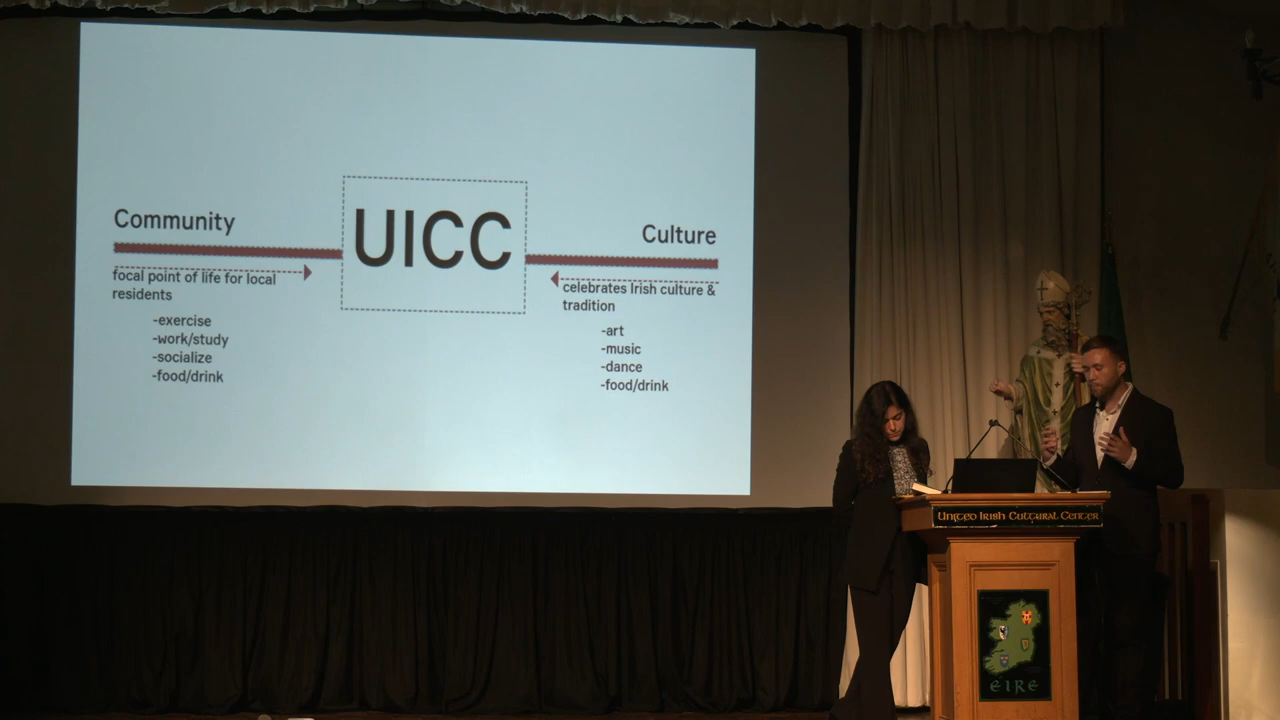 Community
UICC
Culture
focal point of life for local
residents
-exercise
-work/study
-socialize
-food/drink
celebrates Irish culture &
tradition
-art
-music
-dance
-food/drink
United Irish Cultural Center
EIRE